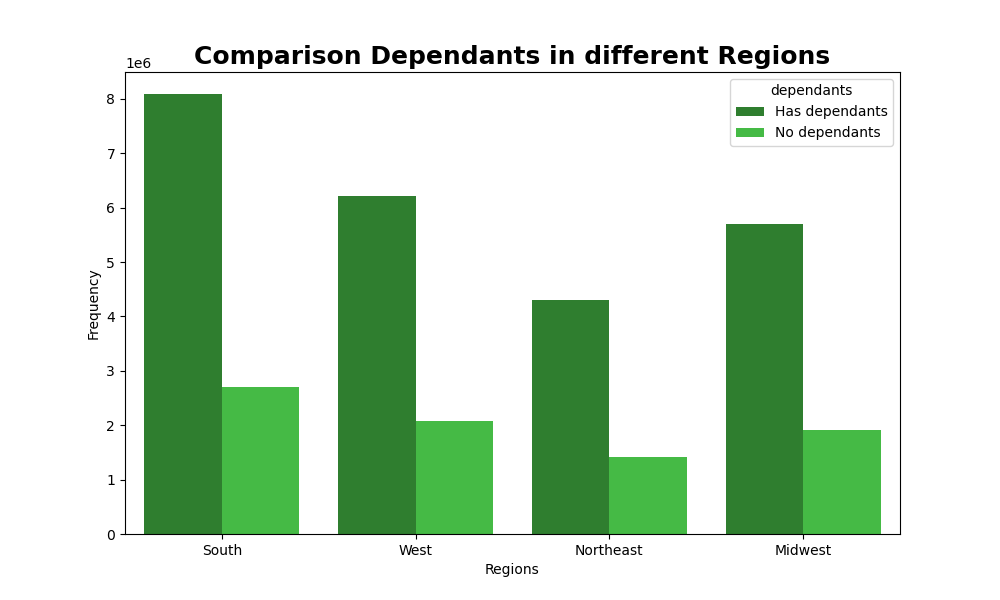 Comparison Dependants in different Regions
1e6
dependants
Has dependants
No dependants
8
7
6
5
4
3
2
1
0
Frequency
South West Northeast Midwest
Regions